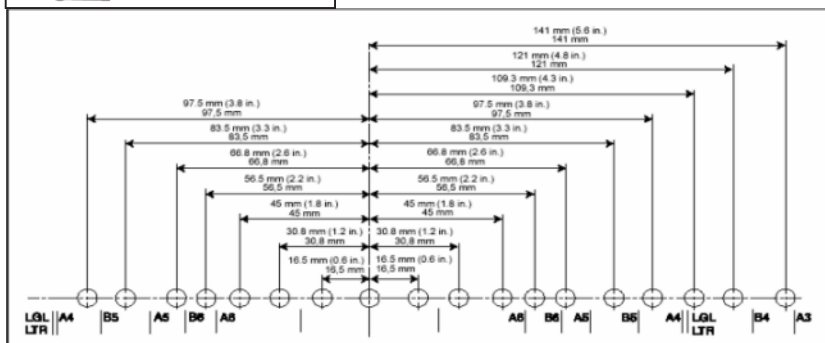 141 mm (5.6 in.)
141 mm
121 mm (4.8 in.)
121 mm
109.3 mm (4.3 in.)
109,3 mm
97.5 mm (3.8 in.)
97,5 mm
97.5 mm (3.8 in.)
97,5 mm
83.5 mm (3.3 in.)
83,5 mm
83.5 mm (3.3 in.)
83,5 mm
66.8 mm (2.6 in.)
66,8 mm
66.8 mm (2.6 in.)
66,8 mm
56.5 mm (2.2 in.)
56,5 mm
56.5 mm (2.2 in.)
56,5 mm
45 mm (1.8 in.)
45 mm
45 mm (1.8 in.)
45 mm
30.8 mm (1.2 in.)
30,8 mm
30.8 mm (1.2 in.)
30,8 mm
16.5 mm (0.6 in.)
16,5 mm
16.5 mm (0.6 in.)
16,5 mm
LGL A4 B5 A5 B6 A6 A6 B6 A5 B5 A4 LGL B4 A3
LTR LTR